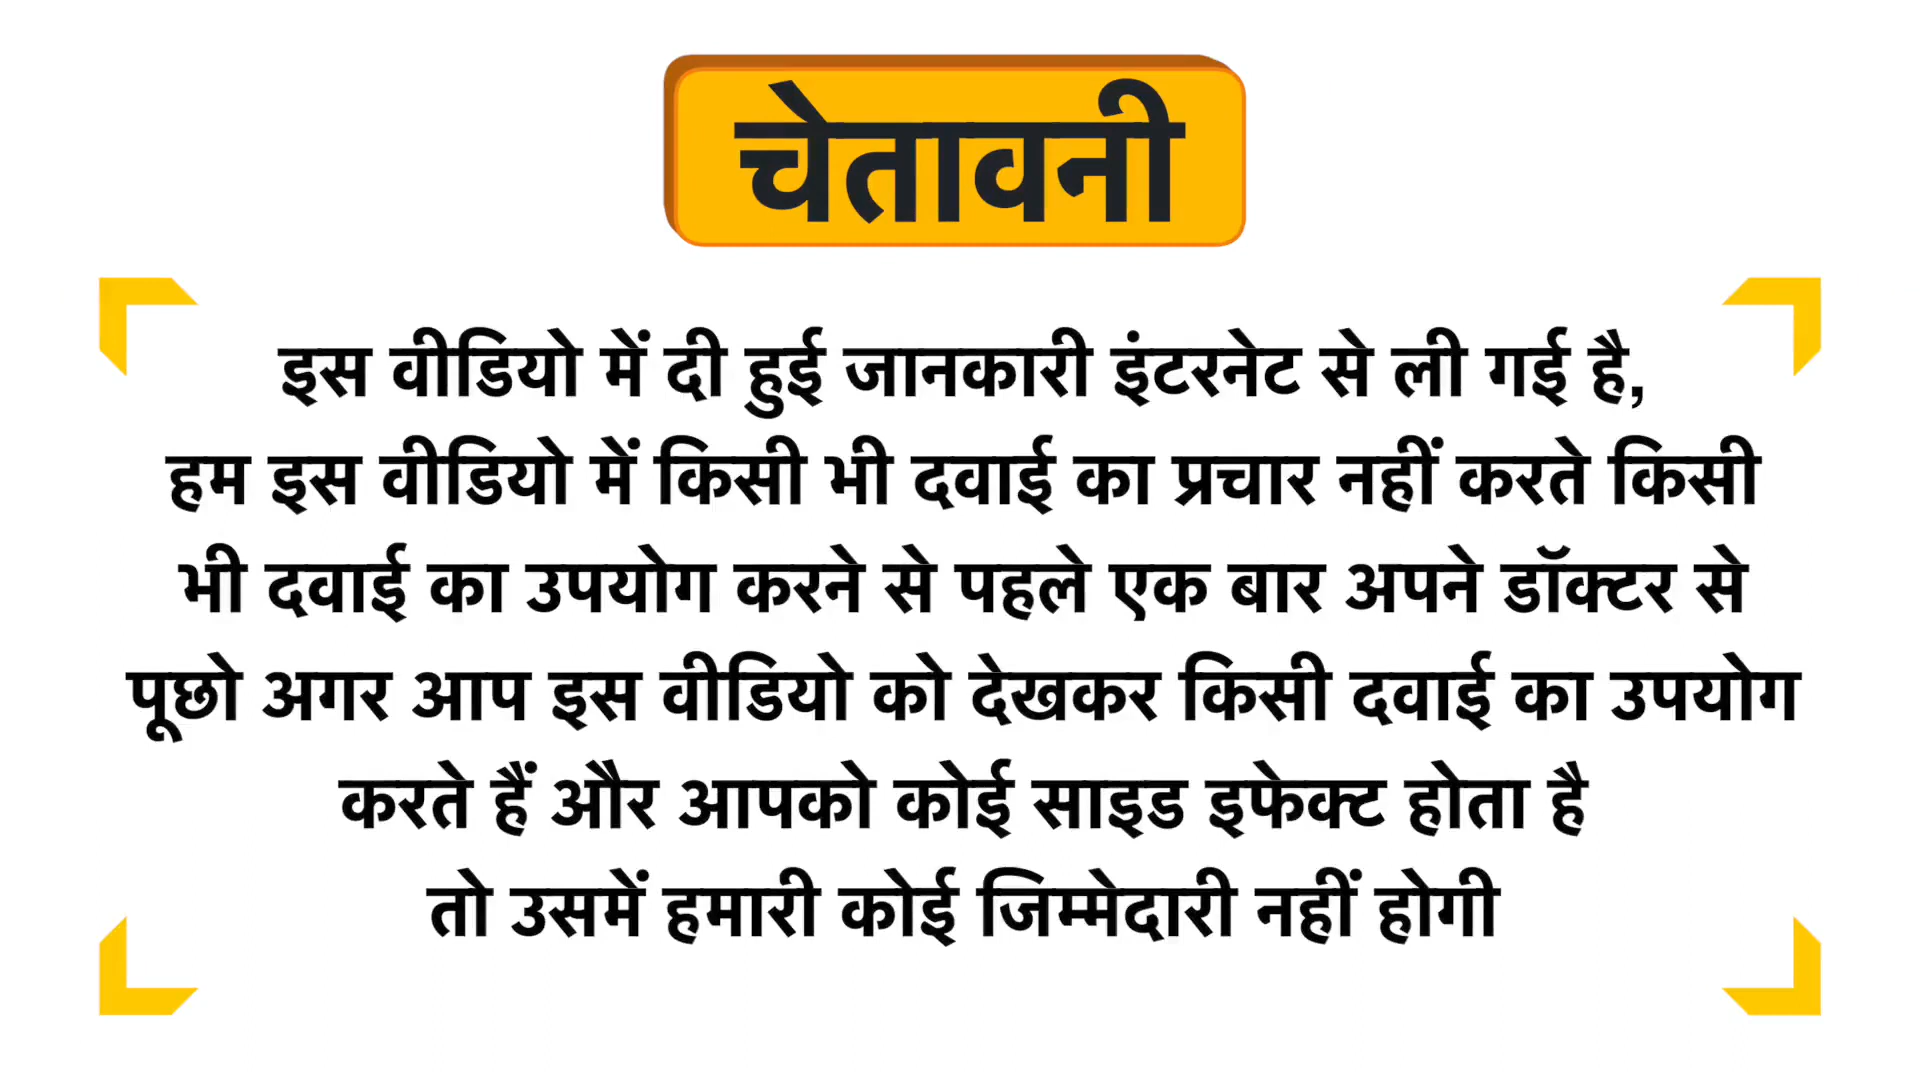 चेतावनी
इस वीडियो में दी हुई जानकारी इंटरनेट से ली गई है,
हम इस वीडियो में किसी भी दवाई का प्रचार नहीं करते किसी
भी दवाई का उपयोग करने से पहले एक बार अपने डॉक्टर से
पूछो अगर आप इस वीडियो को देखकर किसी दवाई का उपयोग
करते हैं और आपको कोई साइड इफेक्ट होता है
तो उसमें हमारी कोई जिम्मेदारी नहीं होगी